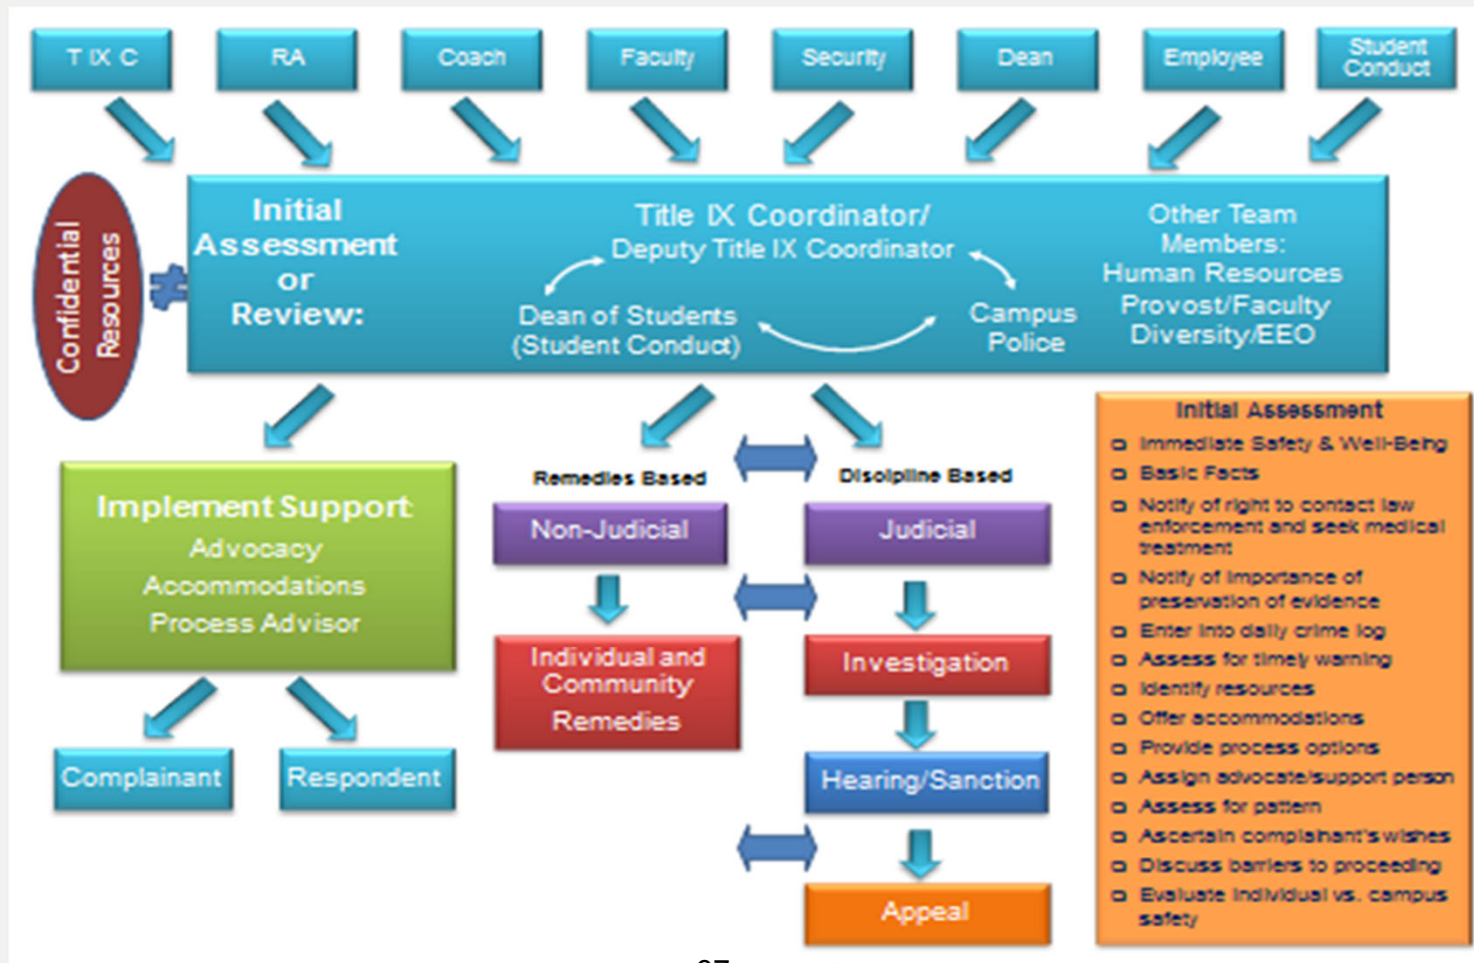 T IX C
RA
Coach
Faculty
Security
Dean
Employee
Student
Conduct
Confidential
Resources
Initial
Assessment
or
Review:
Title IX Coordinator/
Deputy Title IX Coordinator
Dean of Students
(Student Conduct)
Campus
Police
Other Team
Members:
Human Resources
Provost/Faculty
Diversity/EEO
Implement Support
Advocacy
Accommodations
Process Advisor
Complainant
Respondent
Remedies Based
Non-Judicial
Individual and
Community
Remedies
Discipline Based
Judicial
Investigation
Hearing/Sanction
Appeal
Initial Assessment
Immediate Safety & Well-Being
Basic Facts
Notify of right to contact law
enforcement and seek medical
treatment
Notify of importance of
preservation of evidence
Enter into daily crime log
Assess for timely warning
Identify resources
Offer accommodations
Provide process options
Assign advocate/support person
Assess for pattern
Ascertain complainant's wishes
Discuss barriers to proceeding
Evaluate individual vs. campus
safety